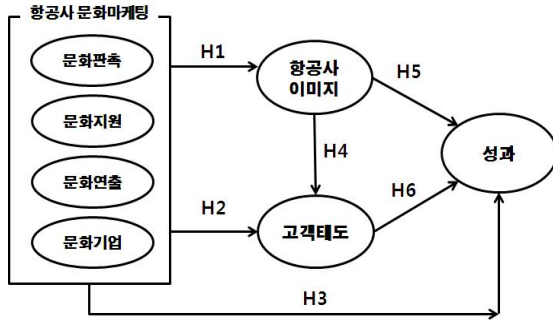 항공사 문화마케팅
문화판촉
문화지원
문화연출
문화기업
H1
H2
H3
항공사
이미지
H4
고객태도
H5
H6
성과